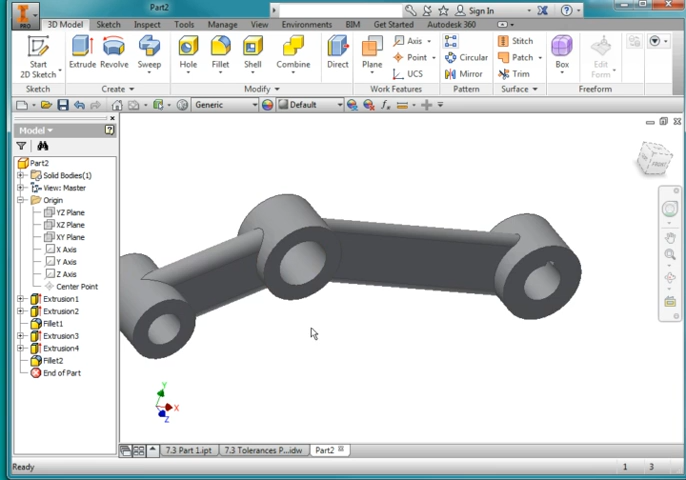 Part2
Sign In
PRO
3D Model Sketch Inspect Tools Manage View Environments BIM Get Started Autodesk 360
Start
2D Sketch
Extrude Revolve Sweep
Hole Fillet Shell Combine
Direct
Plane
Axis
Point
UCS
Circular
Mirror
Stitch
Patch
Trim
Box
Edit
Form
Sketch Create Modify Work Features Pattern Surface Freeform
Generic Default
Model
Part2
Solid Bodies(1)
View: Master
Origin
YZ Plane
XZ Plane
XY Plane
X Axis
Y Axis
Z Axis
Center Point
Extrusion1
Extrusion2
Fillet1
Extrusion3
Extrusion4
Fillet2
End of Part
FRONT
Y
X
Z
7.3 Part 1.ipt 7.3 Tolerances P...idw Part2
Ready 1 3